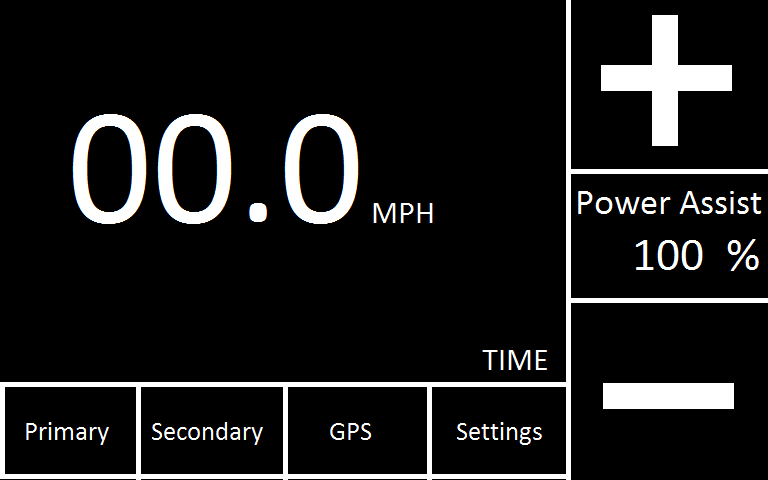 00.0 MPH
Power Assist
100 %
TIME
Primary
Secondary
GPS
Settings